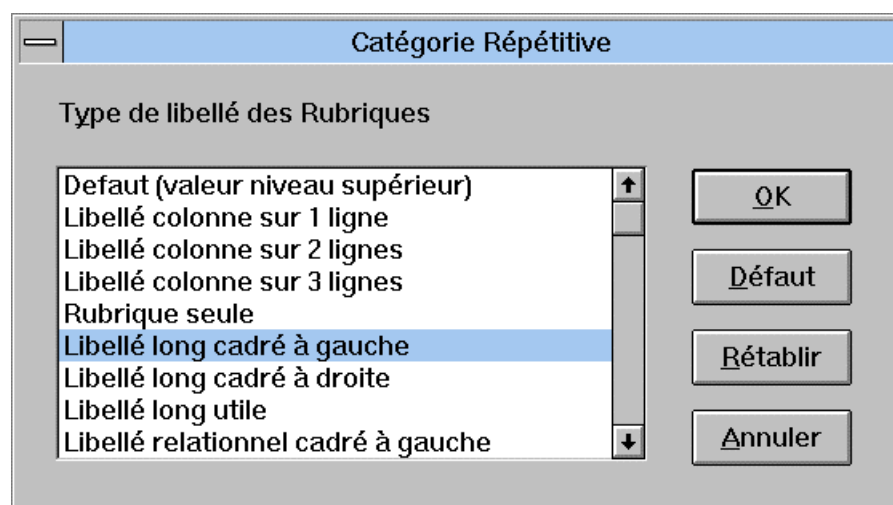 Catégorie Répétitive
Type de libellé des Rubriques
Defaut (valeur niveau supérieur)
Libellé colonne sur 1 ligne
Libellé colonne sur 2 lignes
Libellé colonne sur 3 lignes
Rubrique seule
Libellé long cadré à gauche
Libellé long cadré à droite
Libellé long utile
Libellé relationnel cadré à gauche
OK
Défaut
Rétablir
Annuler